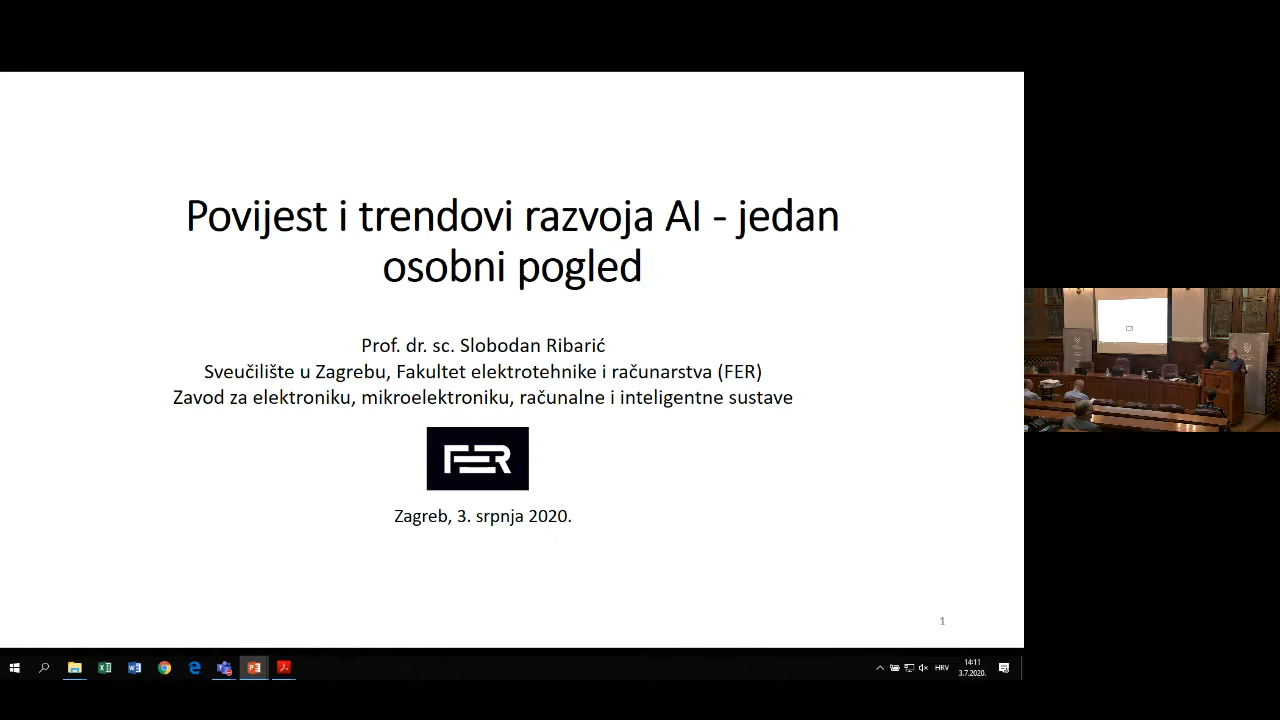 Povijest i trendovi razvoja AI - jedan
osobni pogled
Prof. dr. sc. Slobodan Ribarić
Sveučilište u Zagrebu, Fakultet elektrotehnike i računarstva (FER)
Zavod za elektroniku, mikroelektroniku, računalne i inteligentne sustave
FER
Zagreb, 3. srpnja 2020.
1
HRV
14:11
3.7.2020.